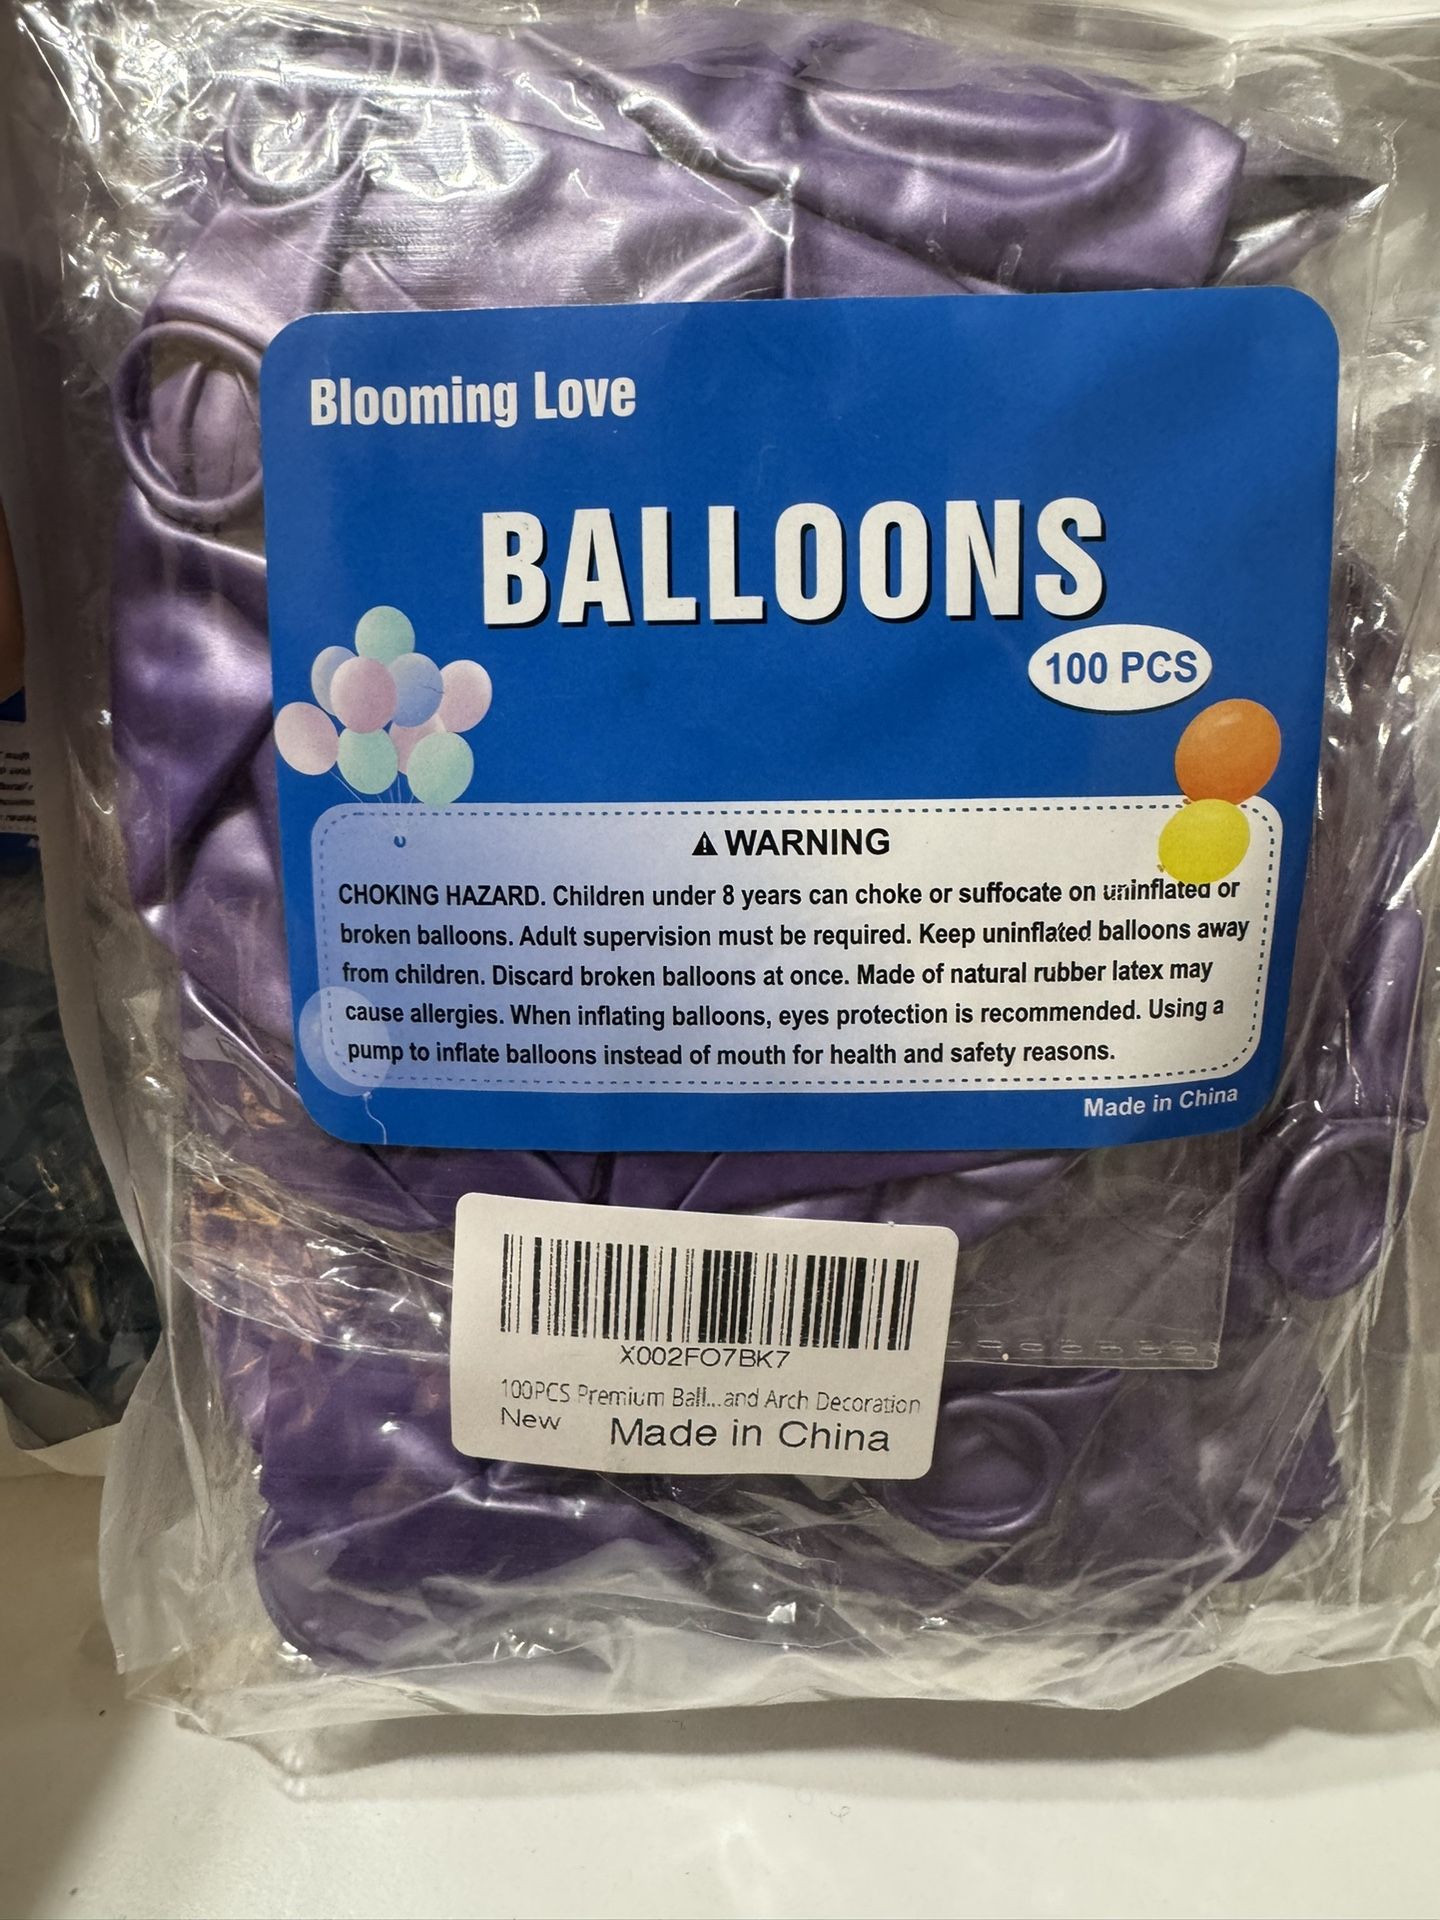 Blooming Love
BALLOONS
100 PCS
⚠ WARNING
CHOKING HAZARD. Children under 8 years can choke or suffocate on uninflated or
broken balloons. Adult supervision must be required. Keep uninflated balloons away
from children. Discard broken balloons at once. Made of natural rubber latex may
cause allergies. When inflating balloons, eyes protection is recommended. Using a
pump to inflate balloons instead of mouth for health and safety reasons.
Made in China
X002FO7BK7
100PCS Premium Ball...and Arch Decoration
New Made in China